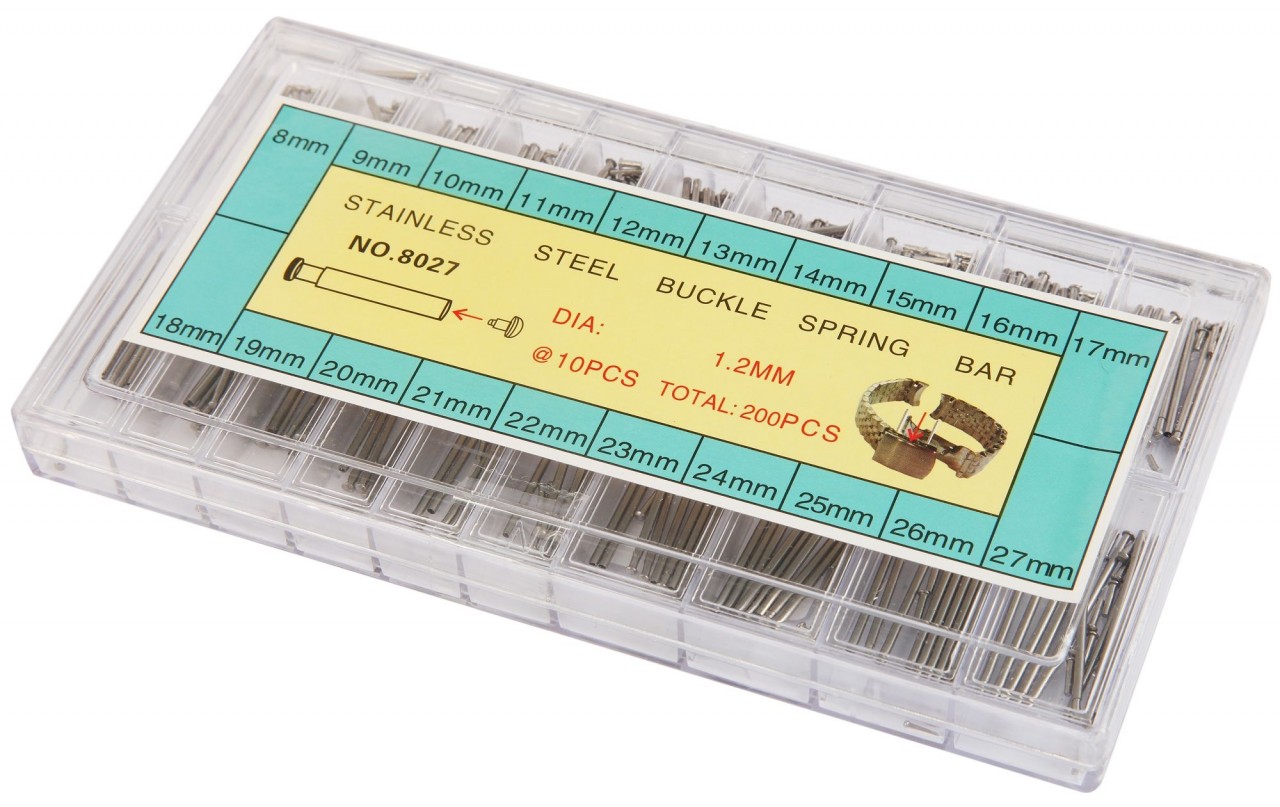 8mm 9mm 10mm 11mm 12mm 13mm 14mm 15mm 16mm 17mm
STAINLESS STEEL BUCKLE SPRING BAR
NO.8027
DIA: 1.2MM
@10PCS TOTAL:200PCS
18mm 19mm 20mm 21mm 22mm 23mm 24mm 25mm 26mm 27mm